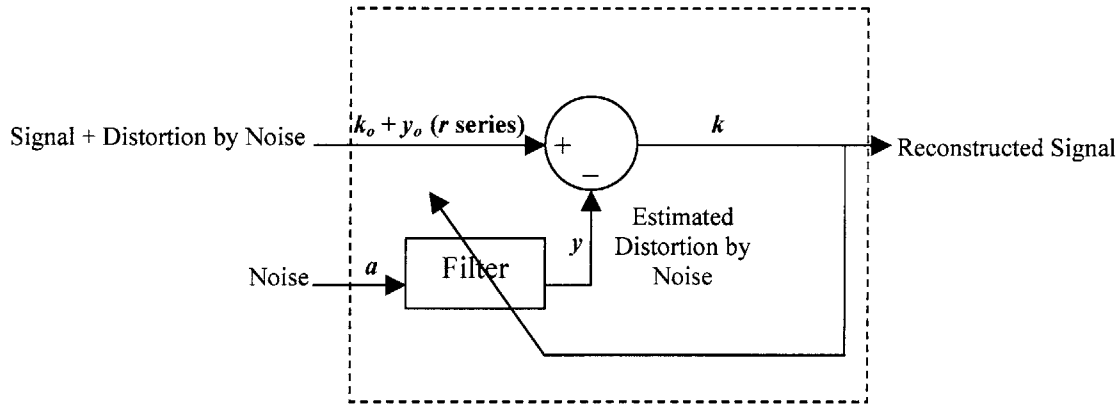 Signal + Distortion by Noise
k_o + y_o (r series)
+
−
k
Reconstructed Signal
Estimated
Distortion by
Noise
y
Noise
a
Filter